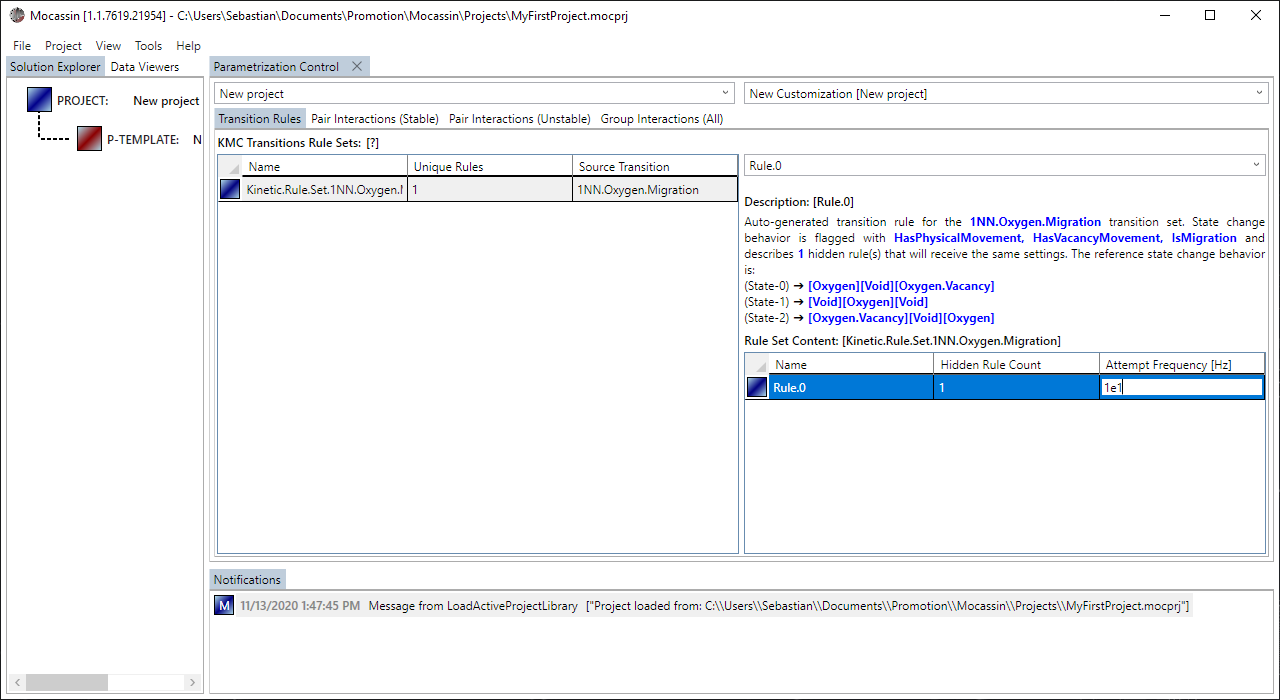 Mocassin [1.1.7619.21954] - C:\Users\Sebastian\Documents\Promotion\Mocassin\Projects\MyFirstProject.mocprj
File Project View Tools Help
Solution Explorer Data Viewers
PROJECT: New project
P-TEMPLATE: N
Parametrization Control
New project
New Customization [New project]
Transition Rules Pair Interactions (Stable) Pair Interactions (Unstable) Group Interactions (All)
KMC Transitions Rule Sets: [?]
Name Unique Rules Source Transition
Kinetic.Rule.Set.1NN.Oxygen.M 1 1NN.Oxygen.Migration
Rule.0
Description: [Rule.0]
Auto-generated transition rule for the 1NN.Oxygen.Migration transition set. State change
behavior is flagged with HasPhysicalMovement, HasVacancyMovement, IsMigration and
describes 1 hidden rule(s) that will receive the same settings. The reference state change behavior
is:
(State-0) ➔ [Oxygen][Void][Oxygen.Vacancy]
(State-1) ➔ [Void][Oxygen][Void]
(State-2) ➔ [Oxygen.Vacancy][Void][Oxygen]
Rule Set Content: [Kinetic.Rule.Set.1NN.Oxygen.Migration]
Name Hidden Rule Count Attempt Frequency [Hz]
Rule.0 1 1e1
Notifications
M 11/13/2020 1:47:45 PM Message from LoadActiveProjectLibrary ["Project loaded from: C:\\Users\\Sebastian\\Documents\\Promotion\\Mocassin\\Projects\\MyFirstProject.mocprj"]